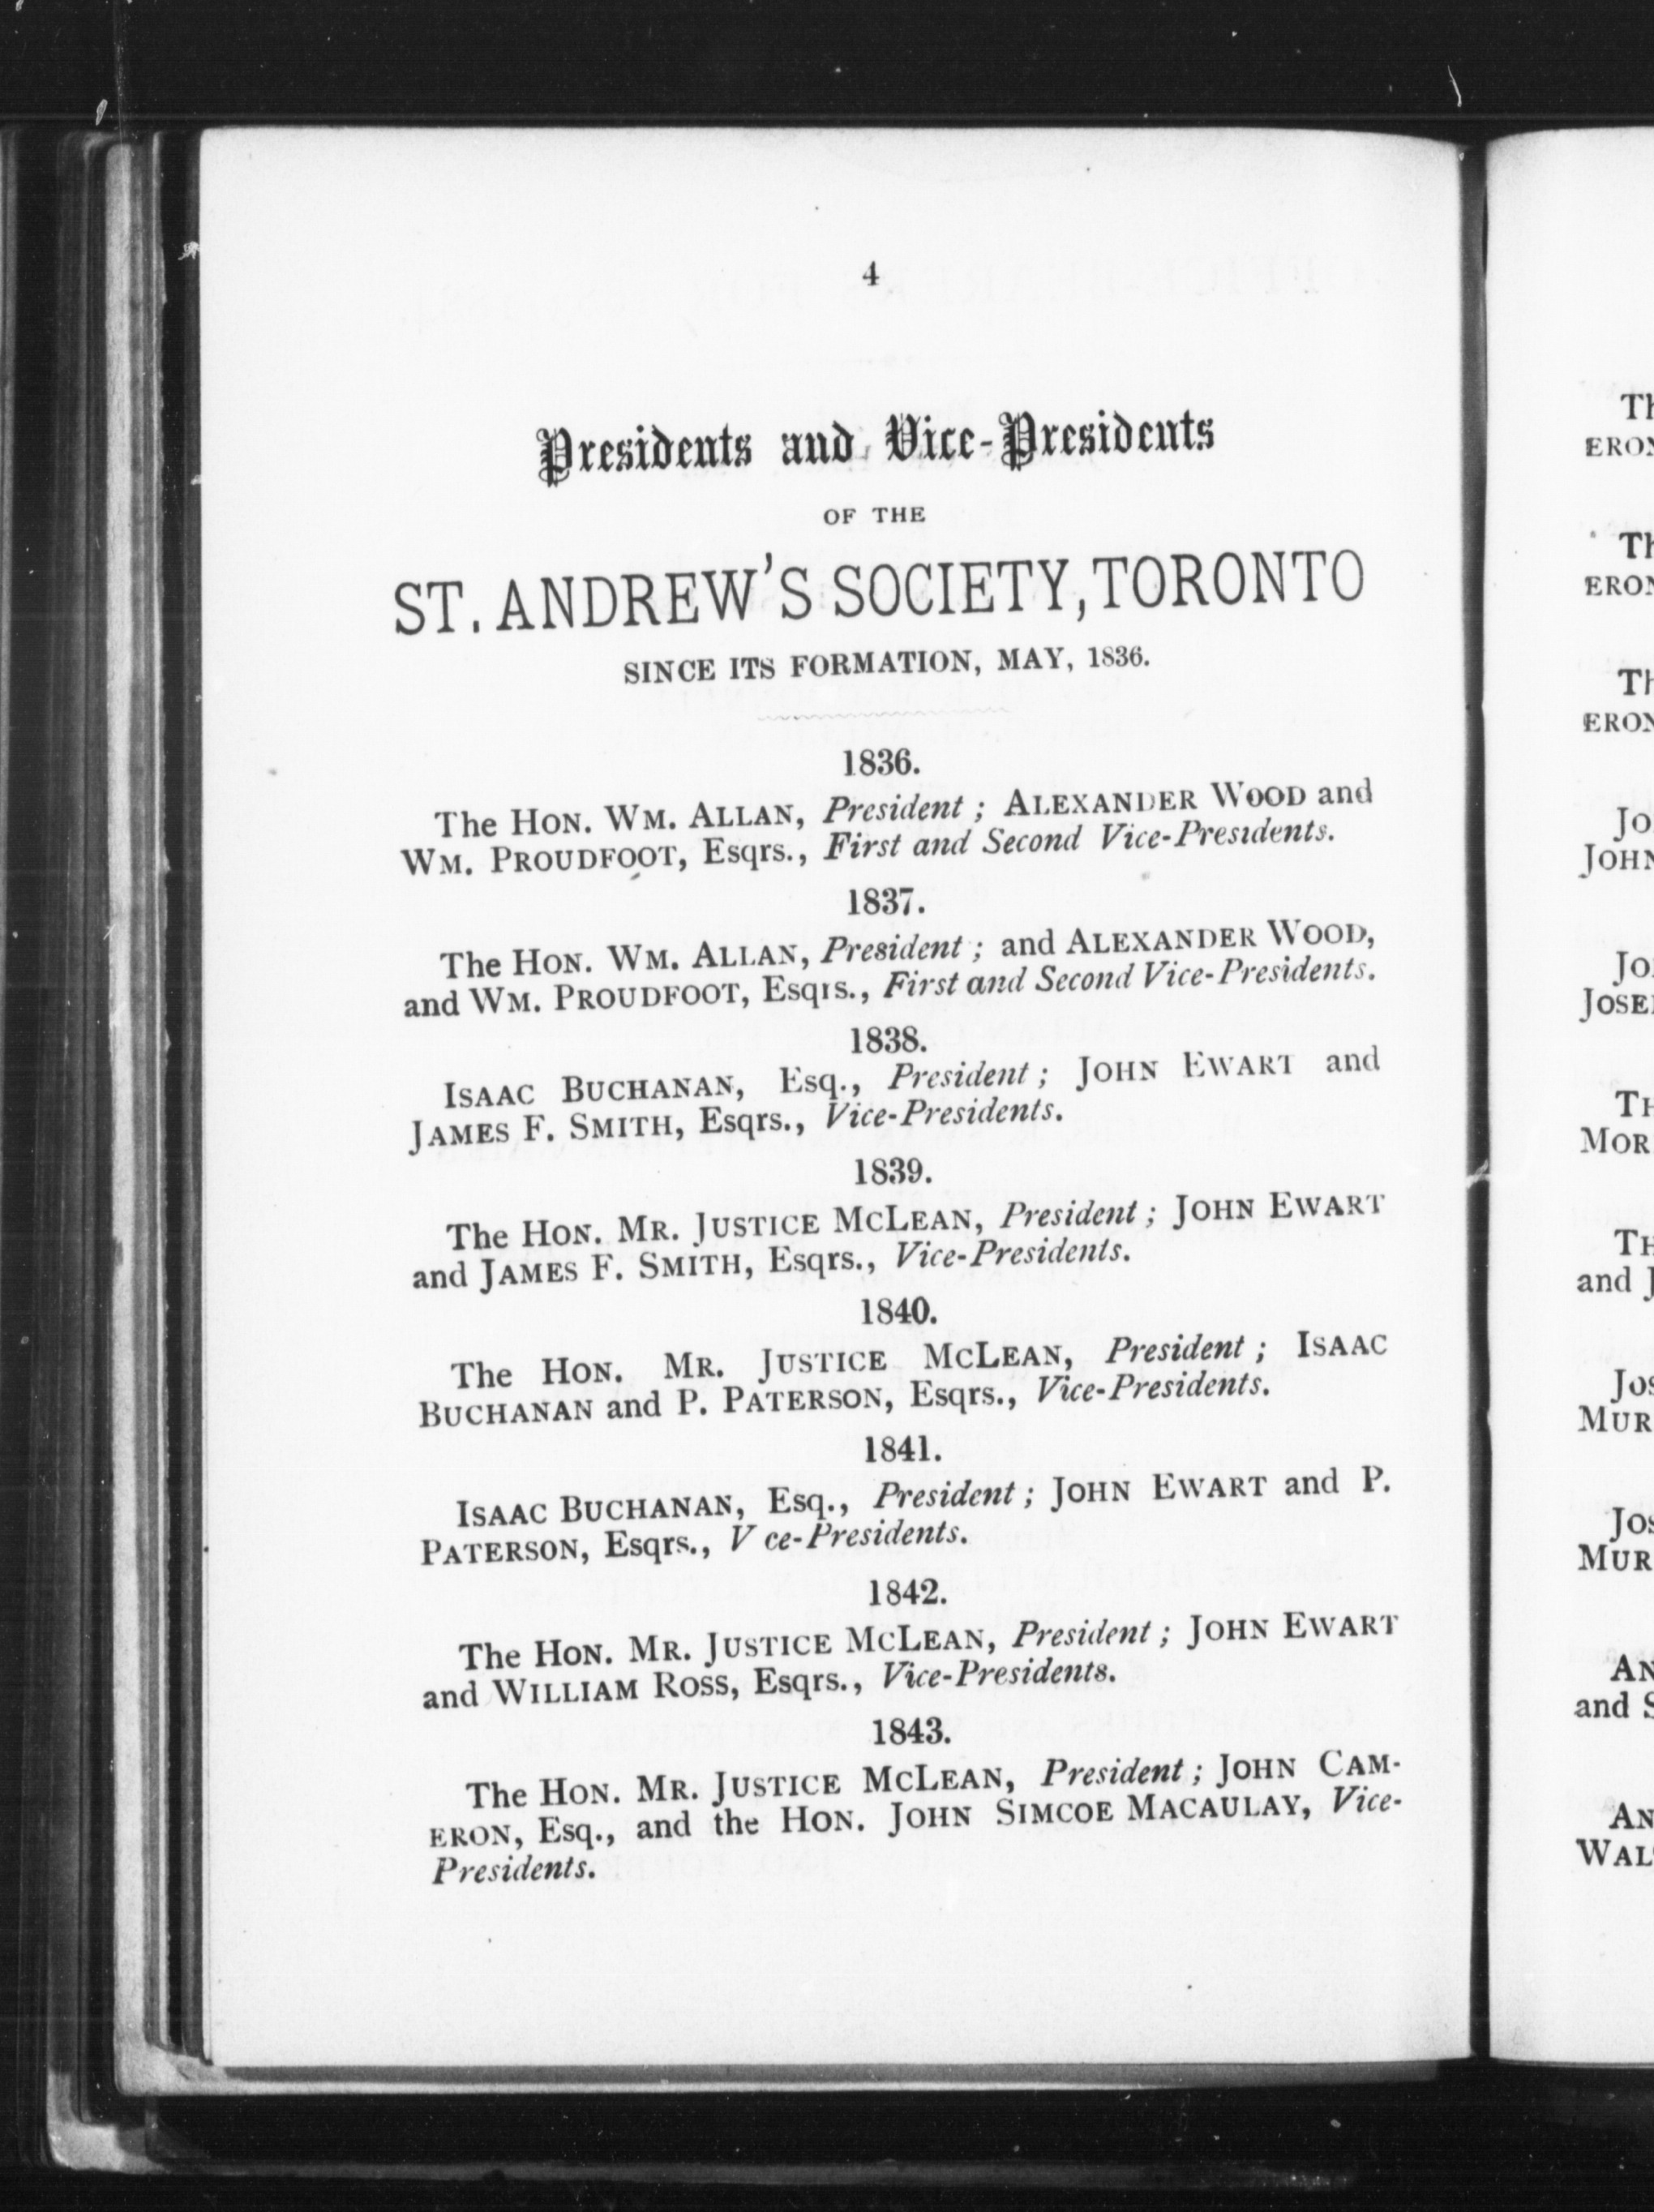 4
Presidents and Vice-Presidents
OF THE
ST. ANDREW'S SOCIETY, TORONTO
SINCE ITS FORMATION, MAY, 1836.
1836.
The HON. WM. ALLAN, President; ALEXANDER WOOD and
WM. PROUDFOOT, Esqrs., First and Second Vice-Presidents.
1837.
The HON. WM. ALLAN, President; and ALEXANDER WOOD,
and WM. PROUDFOOT, Esqrs., First and Second Vice-Presidents.
1838.
ISAAC BUCHANAN, Esq., President; JOHN EWART and
JAMES F. SMITH, Esqrs., Vice-Presidents.
1839.
The HON. MR. JUSTICE MCLEAN, President; JOHN EWART
and JAMES F. SMITH, Esqrs., Vice-Presidents.
1840.
The HON. MR. JUSTICE MCLEAN, President; ISAAC
BUCHANAN and P. PATERSON, Esqrs., Vice-Presidents.
1841.
ISAAC BUCHANAN, Esq., President; JOHN EWART and P.
PATERSON, Esqrs., V ce-Presidents.
1842.
The HON. MR. JUSTICE MCLEAN, President; JOHN EWART
and WILLIAM ROSS, Esqrs., Vice-Presidents.
1843.
The HON. MR. JUSTICE MCLEAN, President; JOHN CAM-
ERON, Esq., and the HON. JOHN SIMCOE MACAULAY, Vice-
Presidents.